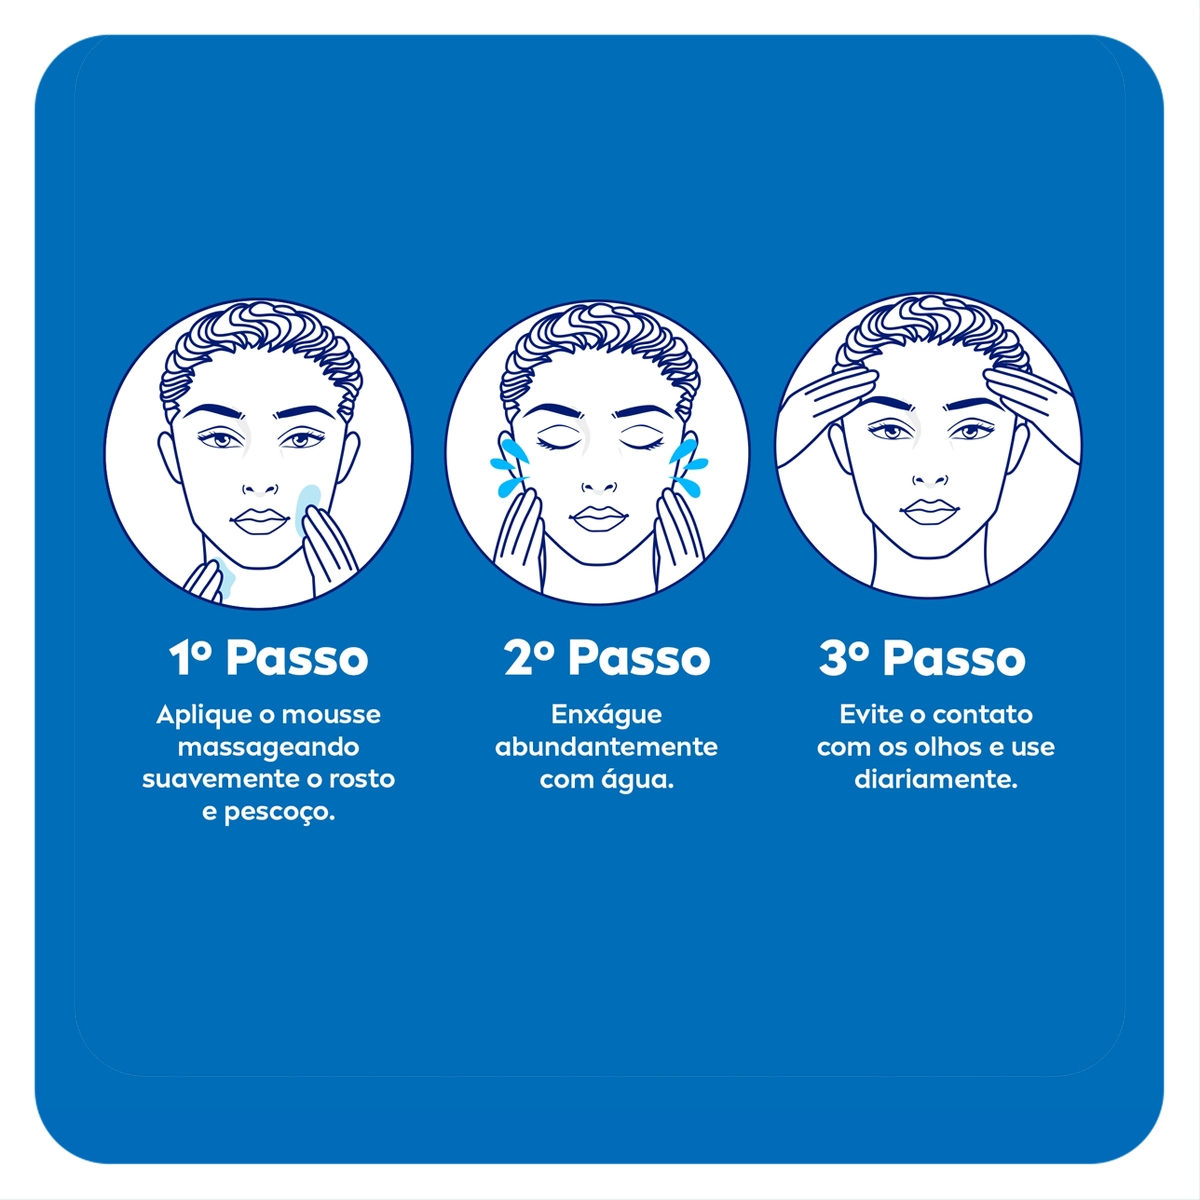 1º Passo
Aplique o mousse
massageando
suavemente o rosto
e pescoço.
2º Passo
Enxágue
abundantemente
com água.
3º Passo
Evite o contato
com os olhos e use
diariamente.